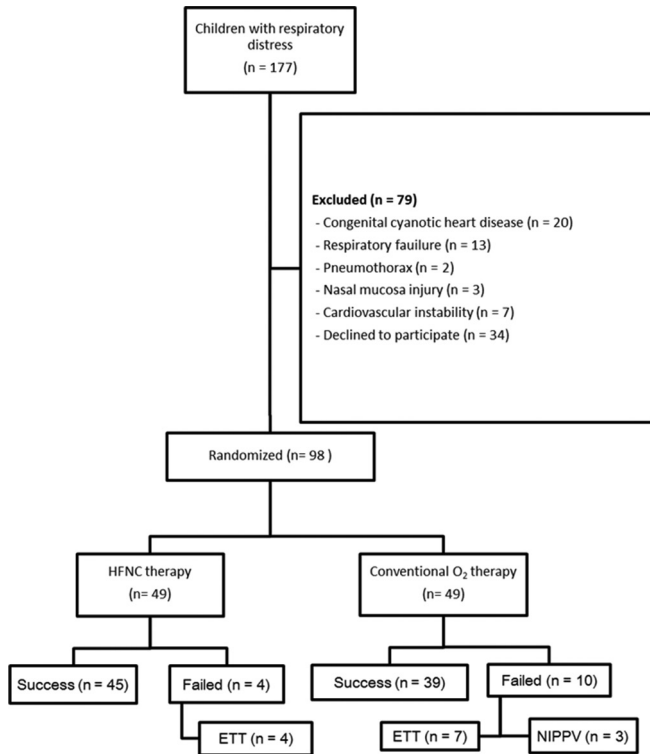 Children with respiratory
distress
(n = 177)
Excluded (n = 79)
- Congenital cyanotic heart disease (n = 20)
- Respiratory fauilure (n = 13)
- Pneumothorax (n = 2)
- Nasal mucosa injury (n = 3)
- Cardiovascular instability (n = 7)
- Declined to participate (n = 34)
Randomized (n= 98 )
HFNC therapy
(n= 49)
Conventional O₂ therapy
(n= 49)
Success (n = 45)
Failed (n = 4)
Success (n = 39)
Failed (n = 10)
ETT (n = 4)
ETT (n = 7)
NIPPV (n = 3)